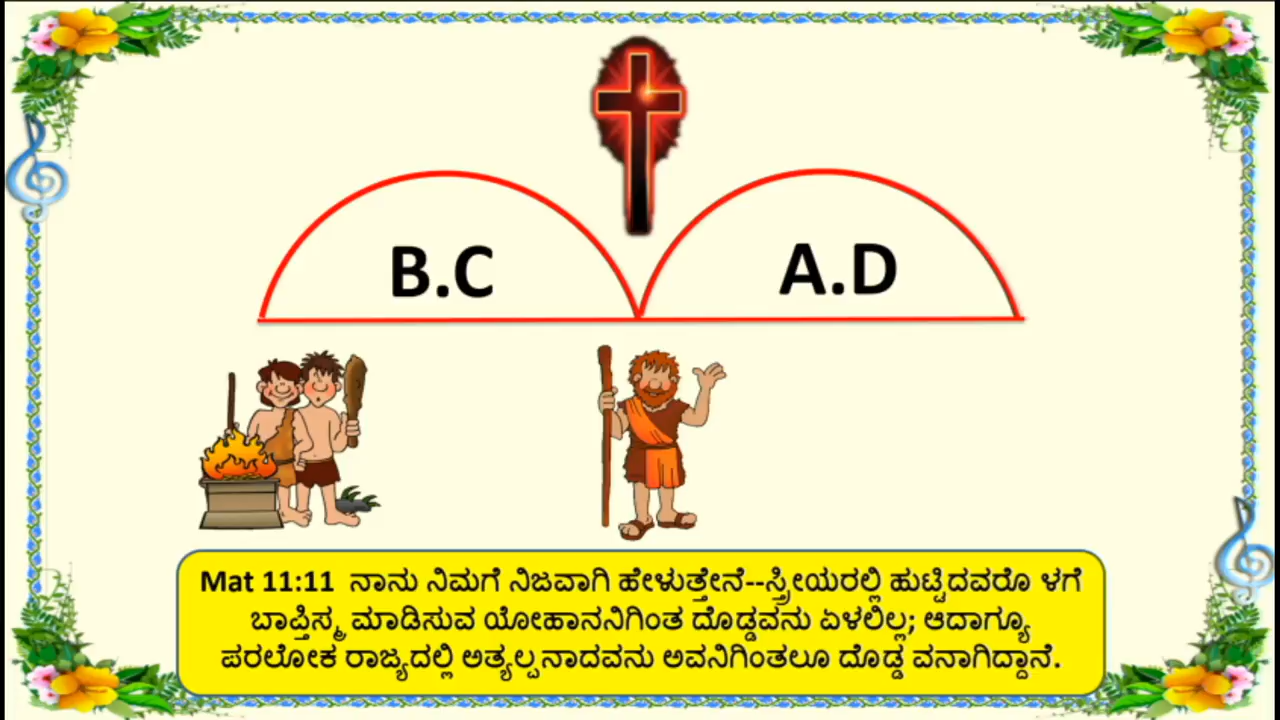 B.C
A.D
Mat 11:11 ನಾನು ನಿಮಗೆ ನಿಜವಾಗಿ ಹೇಳುತ್ತೇನೆ--ಸ್ತ್ರೀಯರಲ್ಲಿ ಹುಟ್ಟಿದವರೊ ಳಗೆ
ಬಾಪ್ತಿಸ್ಮ ಮಾಡಿಸುವ ಯೋಹಾನನಿಗಿಂತ ದೊಡ್ಡವನು ಏಳಲಿಲ್ಲ; ಆದಾಗ್ಯೂ
ಪರಲೋಕ ರಾಜ್ಯದಲ್ಲಿ ಅತ್ಯಲ್ಪನಾದವನು ಅವನಿಗಿಂತಲೂ ದೊಡ್ಡ ವನಾಗಿದ್ದಾನೆ.